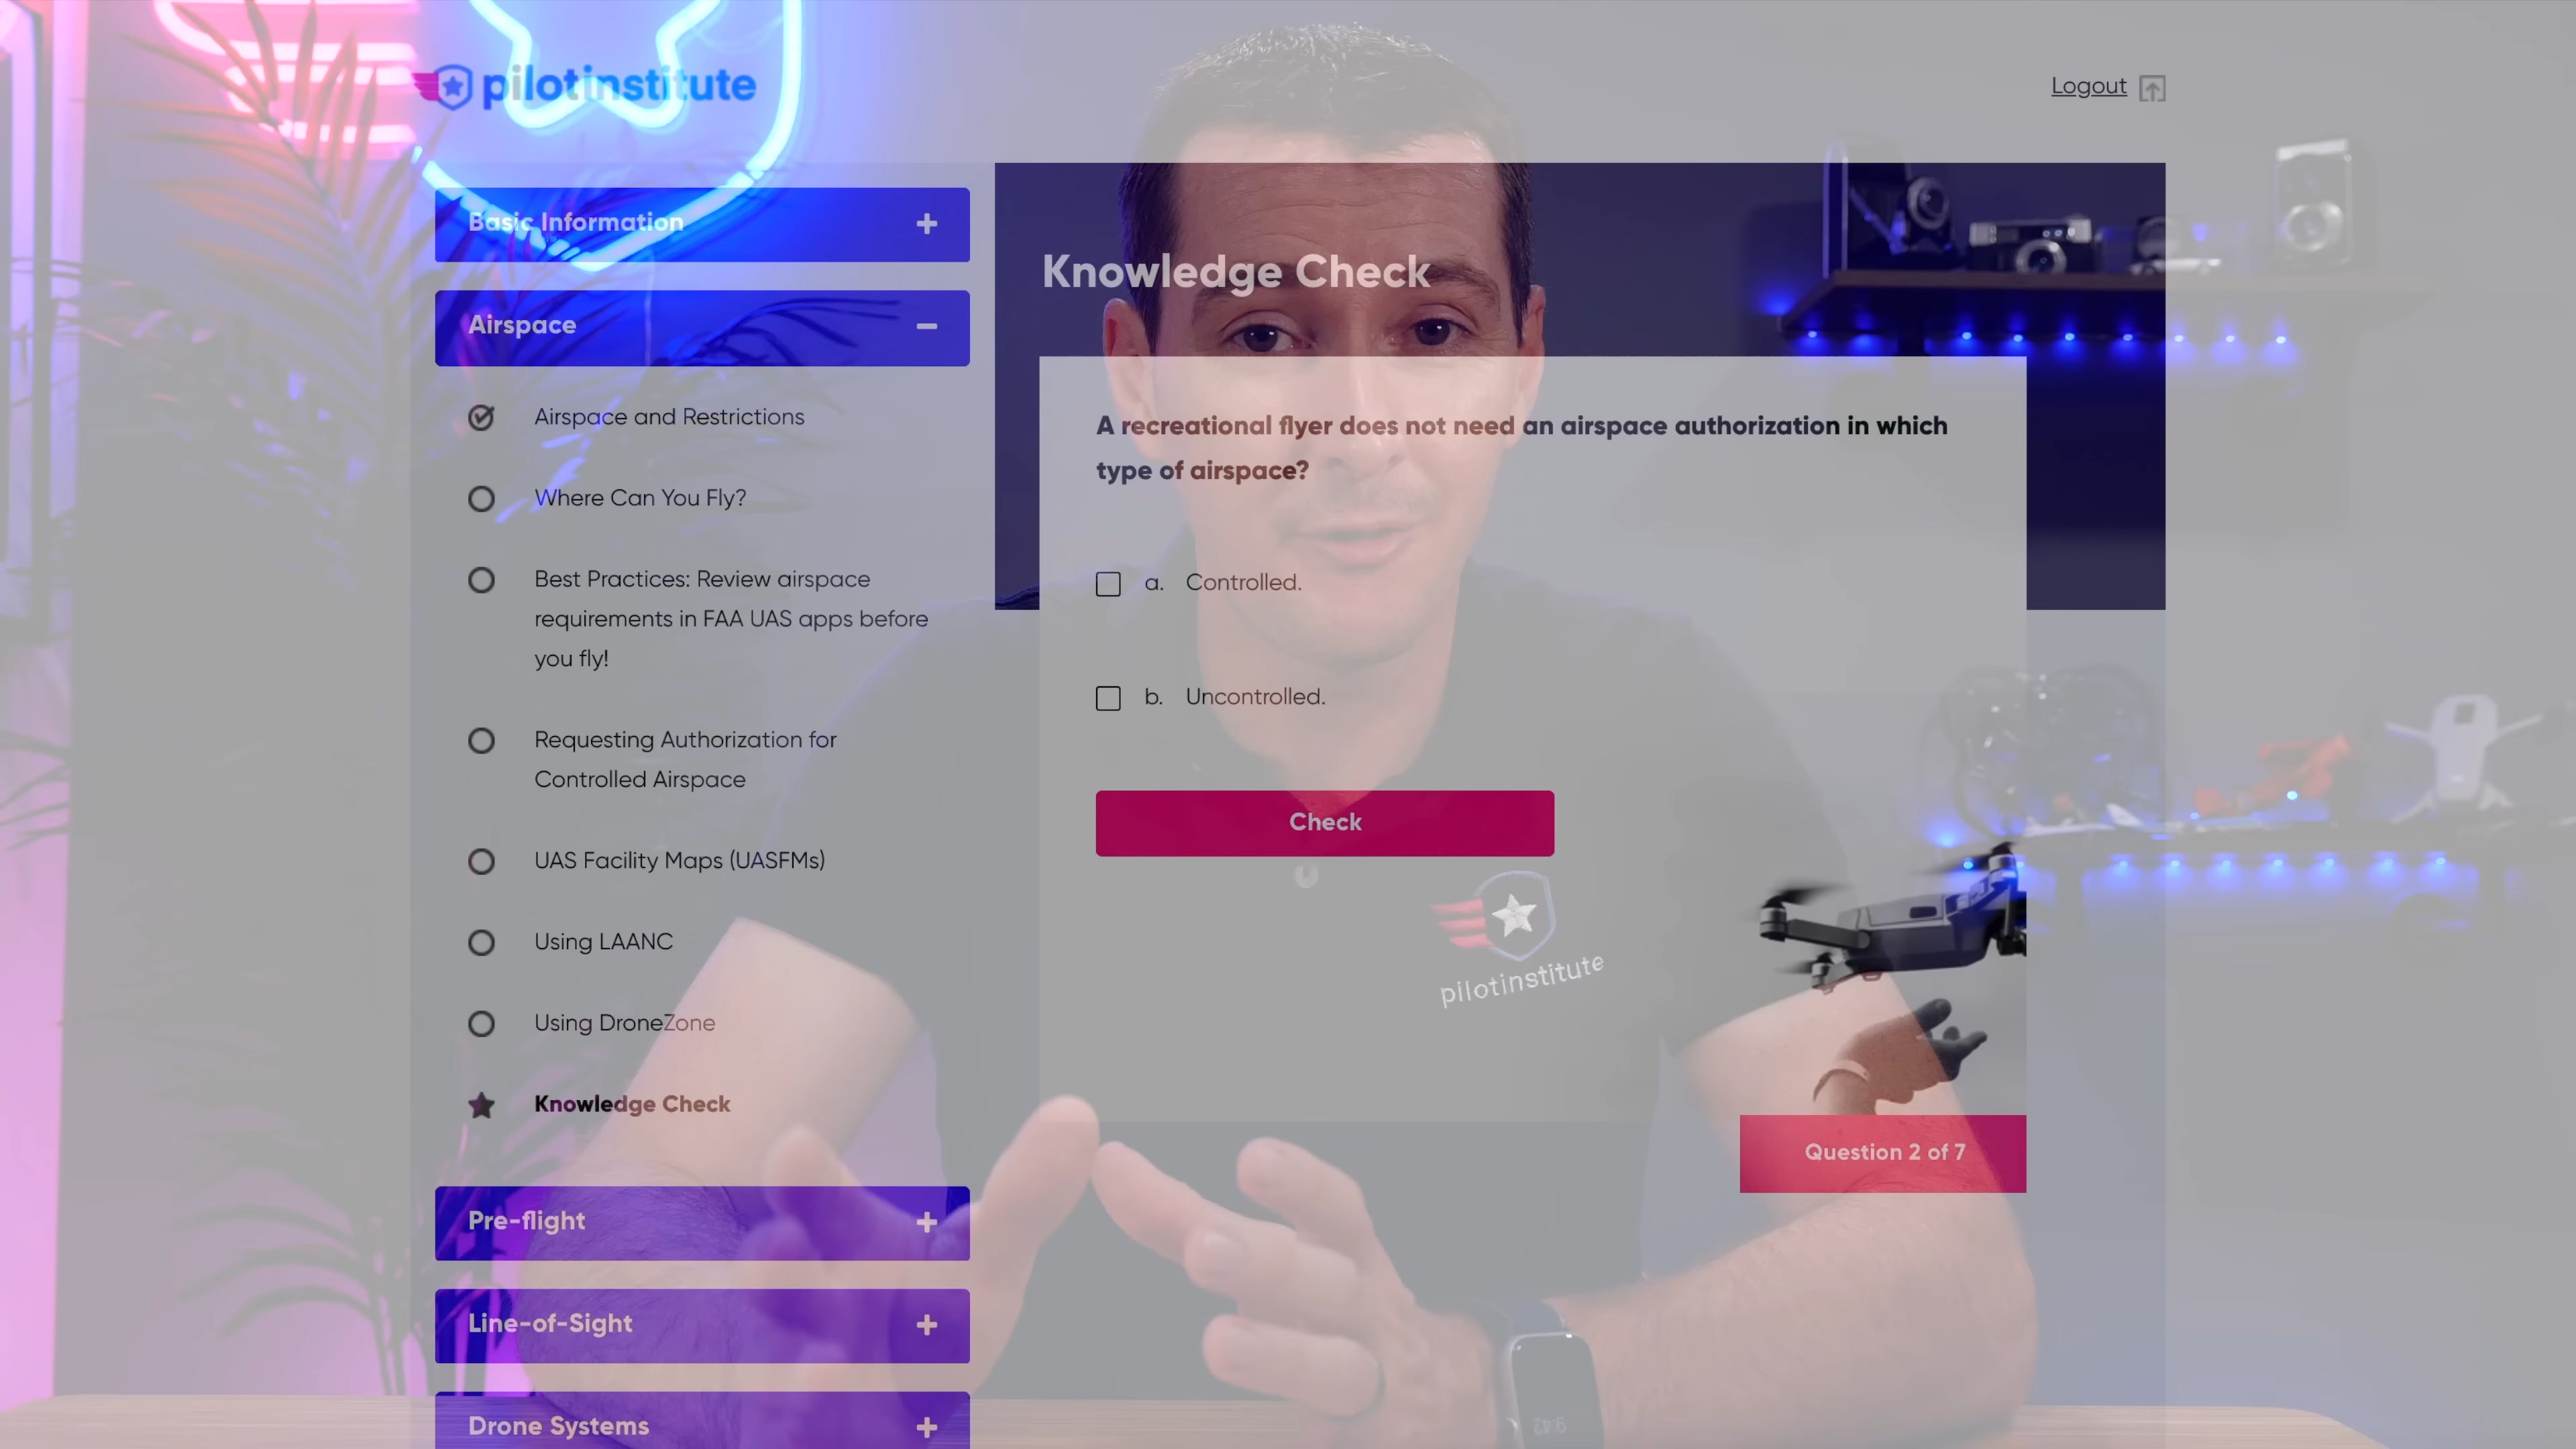 pilotinstitute
Logout
Basic Information
Airspace
Airspace and Restrictions
Where Can You Fly?
Best Practices: Review airspace
requirements in FAA UAS apps before
you fly!
Requesting Authorization for
Controlled Airspace
UAS Facility Maps (UASFMs)
Using LAANC
Using DroneZone
Knowledge Check
Pre-flight
Line-of-Sight
Drone Systems
Knowledge Check
A recreational flyer does not need an airspace authorization in which
type of airspace?
a. Controlled.
b. Uncontrolled.
Check
pilotinstitute
Question 2 of 7
9:42